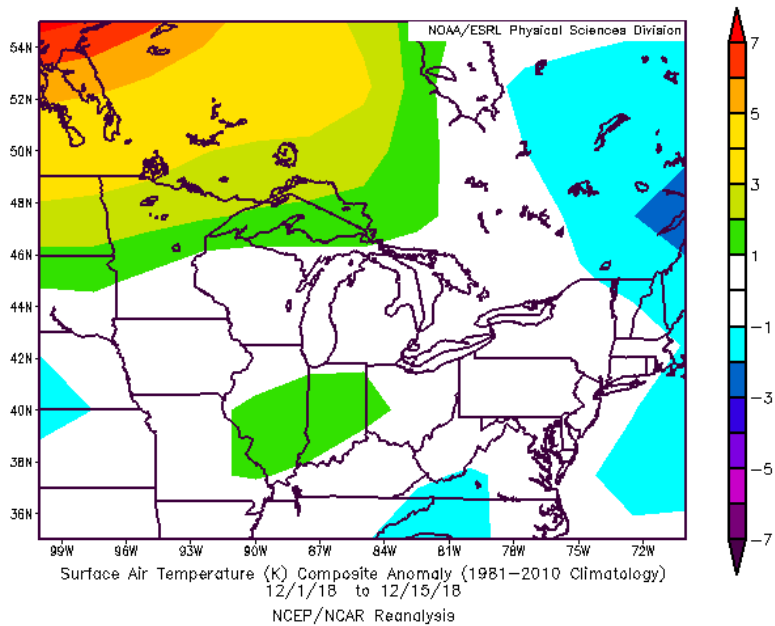 NOAA/ESRL Physical Sciences Division
54N
52N
50N
48N
46N
44N
42N
40N
38N
36N
99W 96W 93W 90W 87W 84W 81W 78W 75W 72W
7
5
3
1
−1
−3
−5
−7
Surface Air Temperature (K) Composite Anomaly (1981−2010 Climatology)
12/1/18 to 12/15/18
NCEP/NCAR Reanalysis